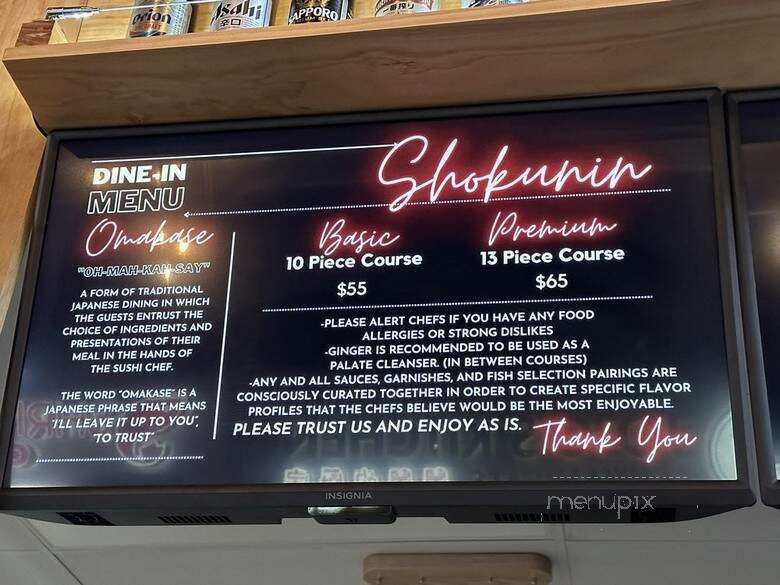 Orion
Asahi
辛口
SAPPORO
DINE-IN
MENU
Shokunin
Omakase
"OH-MAH-KAH-SAY"
A FORM OF TRADITIONAL
JAPANESE DINING IN WHICH
THE GUESTS ENTRUST THE
CHOICE OF INGREDIENTS AND
PRESENTATIONS OF THEIR
MEAL IN THE HANDS OF
THE SUSHI CHEF.
THE WORD "OMAKASE" IS A
JAPANESE PHRASE THAT MEANS
"I'LL LEAVE IT UP TO YOU",
"TO TRUST"
Basic
10 Piece Course
$55
Premium
13 Piece Course
$65
-PLEASE ALERT CHEFS IF YOU HAVE ANY FOOD
ALLERGIES OR STRONG DISLIKES
-GINGER IS RECOMMENDED TO BE USED AS A
PALATE CLEANSER. (IN BETWEEN COURSES)
-ANY AND ALL SAUCES, GARNISHES, AND FISH SELECTION PAIRINGS ARE
CONSCIOUSLY CURATED TOGETHER IN ORDER TO CREATE SPECIFIC FLAVOR
PROFILES THAT THE CHEFS BELIEVE WOULD BE THE MOST ENJOYABLE.
PLEASE TRUST US AND ENJOY AS IS.
Thank You
INSIGNIA
menupix